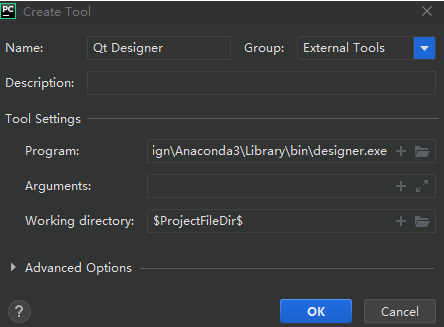 PC Create Tool
Name: Qt Designer Group: External Tools
Description:
Tool Settings
Program: ign\Anaconda3\Library\bin\designer.exe
Arguments:
Working directory: $ProjectFileDir$
Advanced Options
? OK Cancel